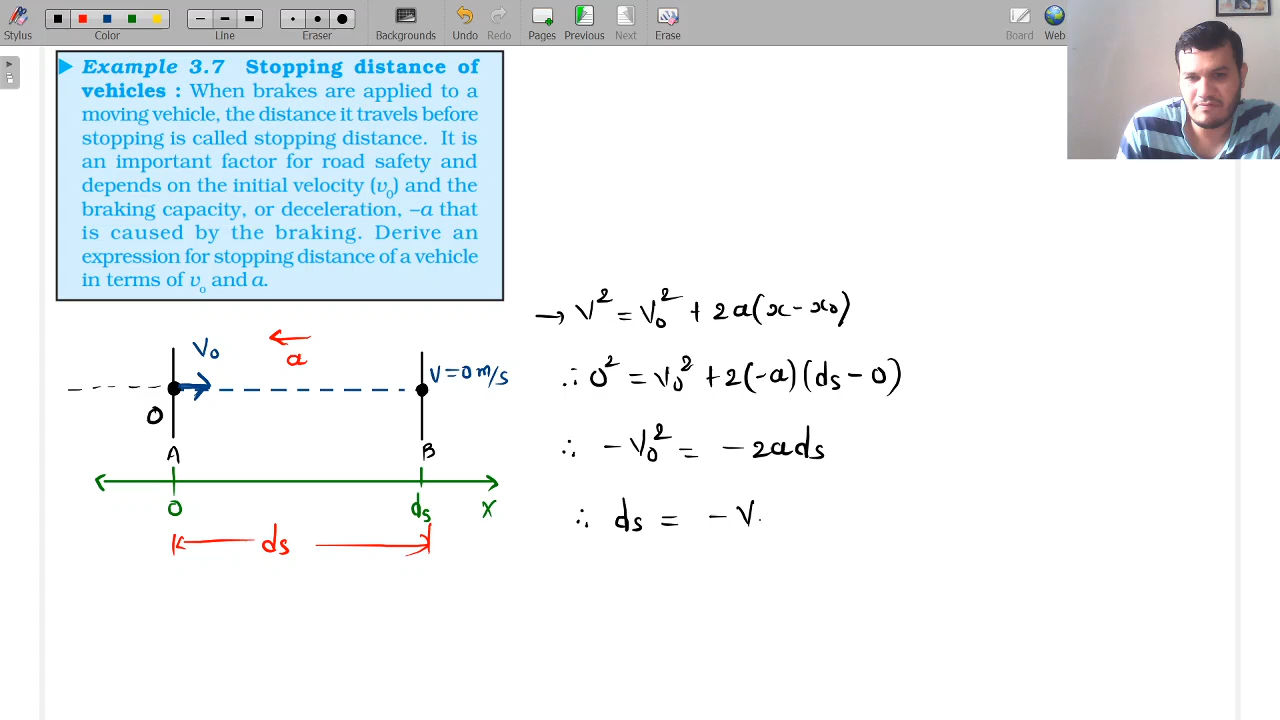 Stylus
Color
Line
Eraser
Backgrounds
Undo
Redo
Pages
Previous
Next
Erase
Board
Web
Example 3.7 Stopping distance of
vehicles : When brakes are applied to a
moving vehicle, the distance it travels before
stopping is called stopping distance. It is
an important factor for road safety and
depends on the initial velocity (v₀) and the
braking capacity, or deceleration, –a that
is caused by the braking. Derive an
expression for stopping distance of a vehicle
in terms of vₒ and a.
V₀
a
V=0 m/s
O
A
B
0
ds
X
ds
→ V² = V₀² + 2a(x - x₀)
∴ 0² = V₀² + 2(-a)(ds - 0)
∴ - V₀² = - 2ads
∴ ds = - V